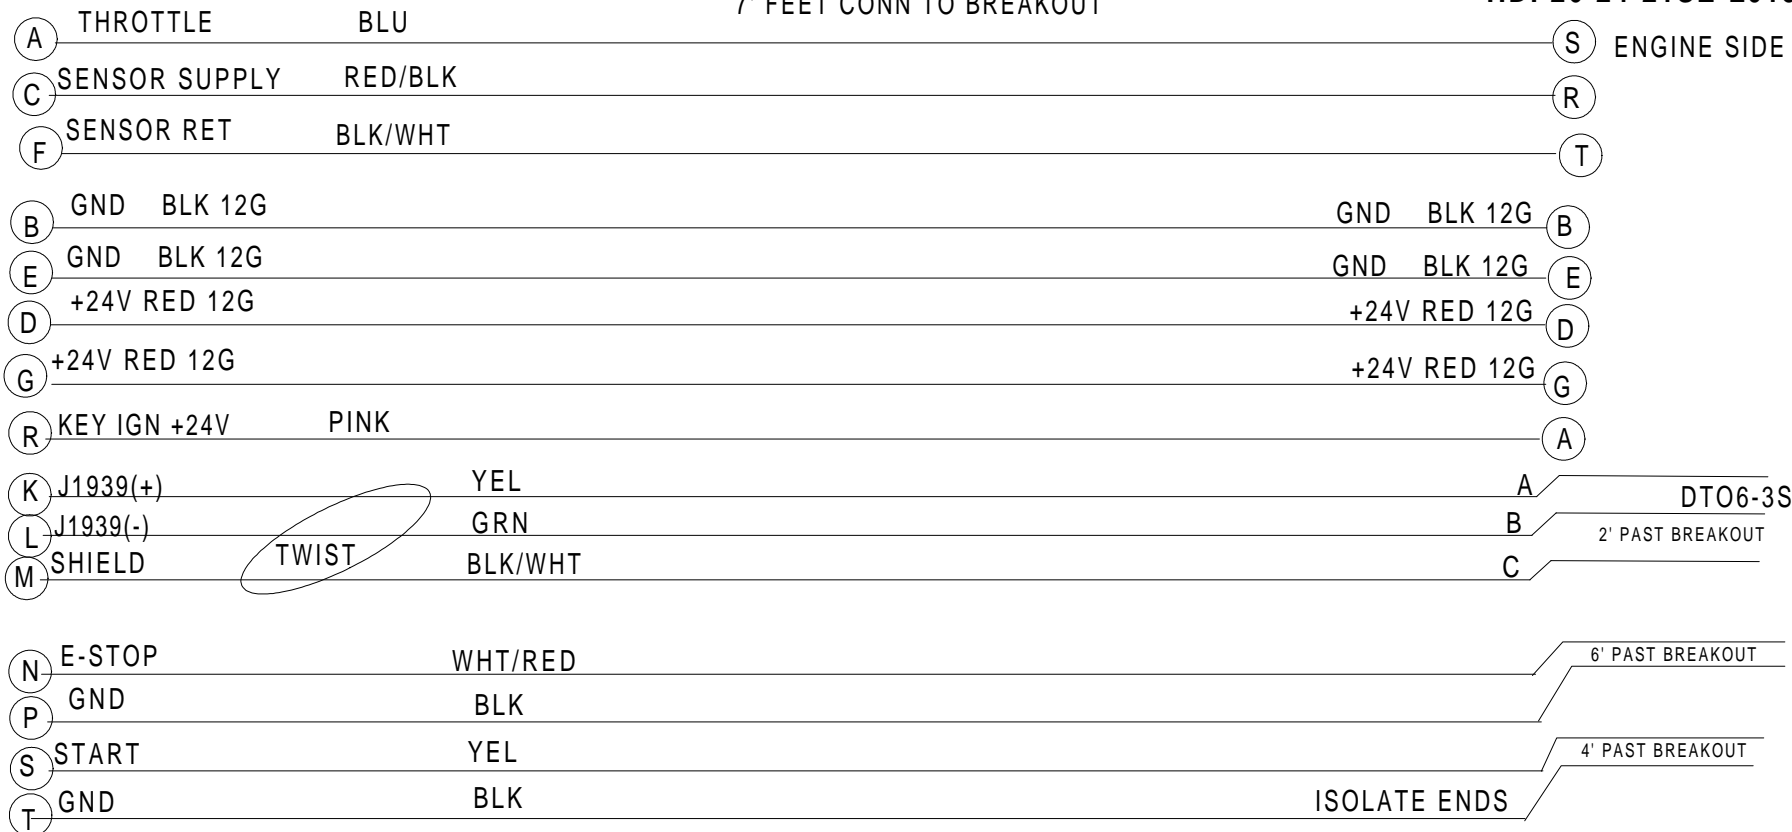 7' FEET CONN TO BREAKOUT
A THROTTLE BLU S ENGINE SIDE
C SENSOR SUPPLY RED/BLK R
F SENSOR RET BLK/WHT T
B GND BLK 12G GND BLK 12G B
E GND BLK 12G GND BLK 12G E
D +24V RED 12G +24V RED 12G D
G +24V RED 12G +24V RED 12G G
R KEY IGN +24V PINK A
K J1939(+) YEL A DTO6-3S
L J1939(-) GRN B 2' PAST BREAKOUT
M SHIELD TWIST BLK/WHT C
N E-STOP WHT/RED 6' PAST BREAKOUT
P GND BLK
S START YEL 4' PAST BREAKOUT
T GND BLK ISOLATE ENDS